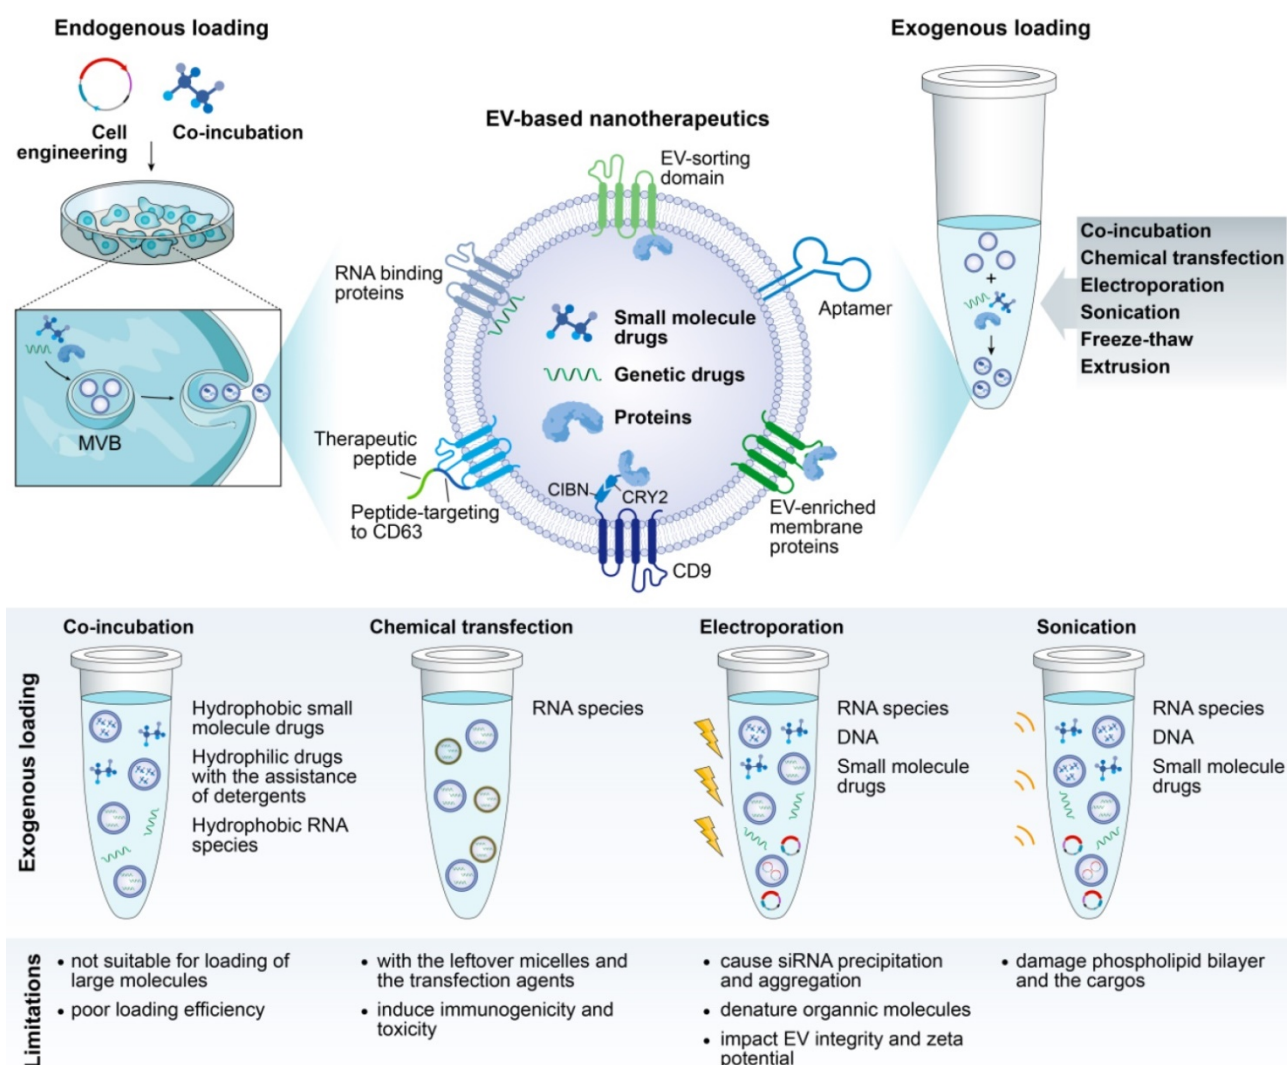 Endogenous loading
Exogenous loading
Cell
engineering
Co-incubation
EV-based nanotherapeutics
EV-sorting
domain
RNA binding
proteins
Aptamer
Small molecule
drugs
Genetic drugs
Proteins
MVB
Therapeutic
peptide
Peptide-targeting
to CD63
CIBN
CRY2
CD9
EV-enriched
membrane
proteins
+
Co-incubation
Chemical transfection
Electroporation
Sonication
Freeze-thaw
Extrusion
Exogenous loading
Co-incubation
Hydrophobic small
molecule drugs
Hydrophilic drugs
with the assistance
of detergents
Hydrophobic RNA
species
Chemical transfection
RNA species
Electroporation
RNA species
DNA
Small molecule
drugs
Sonication
RNA species
DNA
Small molecule
drugs
Limitations
• not suitable for loading of
large molecules
• poor loading efficiency
• with the leftover micelles and
the transfection agents
• induce immunogenicity and
toxicity
• cause siRNA precipitation
and aggregation
• denature organnic molecules
• impact EV integrity and zeta
potential
• damage phospholipid bilayer
and the cargos